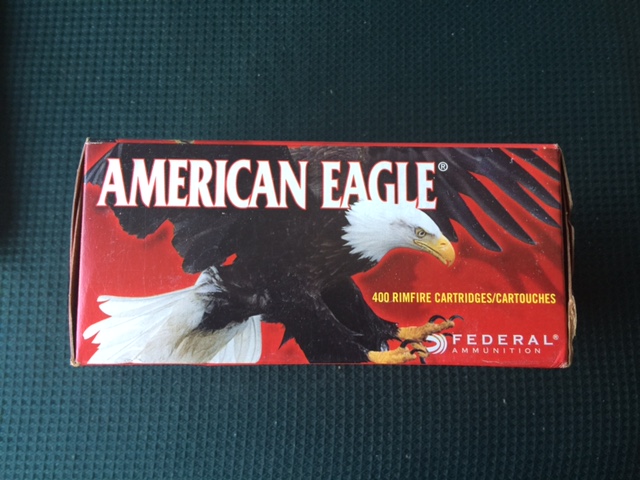 AMERICAN EAGLE®
400 RIMFIRE CARTRIDGES/CARTOUCHES
FEDERAL®
AMMUNITION